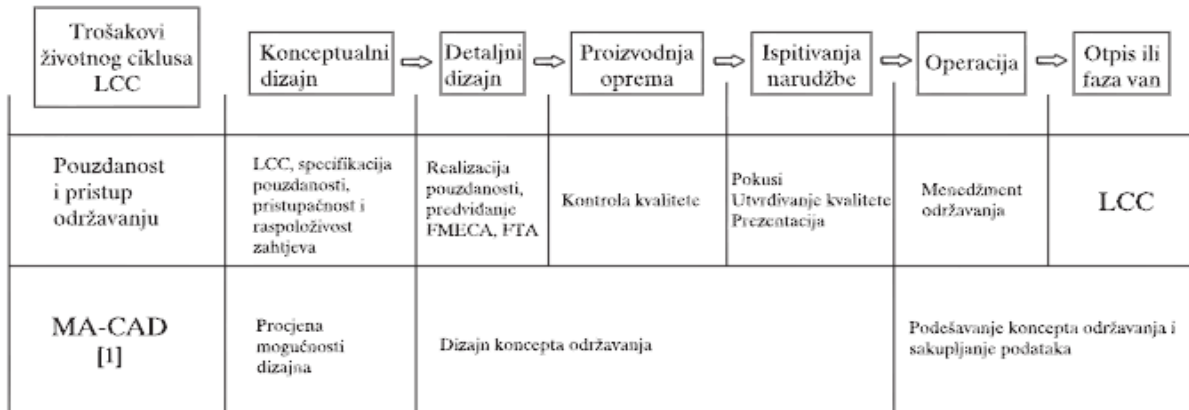 Trošakovi
životnog ciklusa
LCC
Konceptualni
dizajn
Detaljni
dizajn
Proizvodnja
oprema
Ispitivanja
narudžbe
Operacija
Otpis ili
faza van
Pouzdanost
i pristup
održavanju
LCC, specifikacija
pouzdanosti,
pristupačnost i
raspoloživost
zahtjeva
Realizacija
pouzdanosti,
predviđanje
FMECA, FTA
Kontrola kvalitete
Pokusi
Utvrđivanje kvalitete
Prezentacija
Menedžment
održavanja
LCC
MA-CAD
[1]
Procjena
mogućnosti
dizajna
Dizajn koncepta održavanja
Podešavanje koncepta održavanja i
sakupljanje podataka